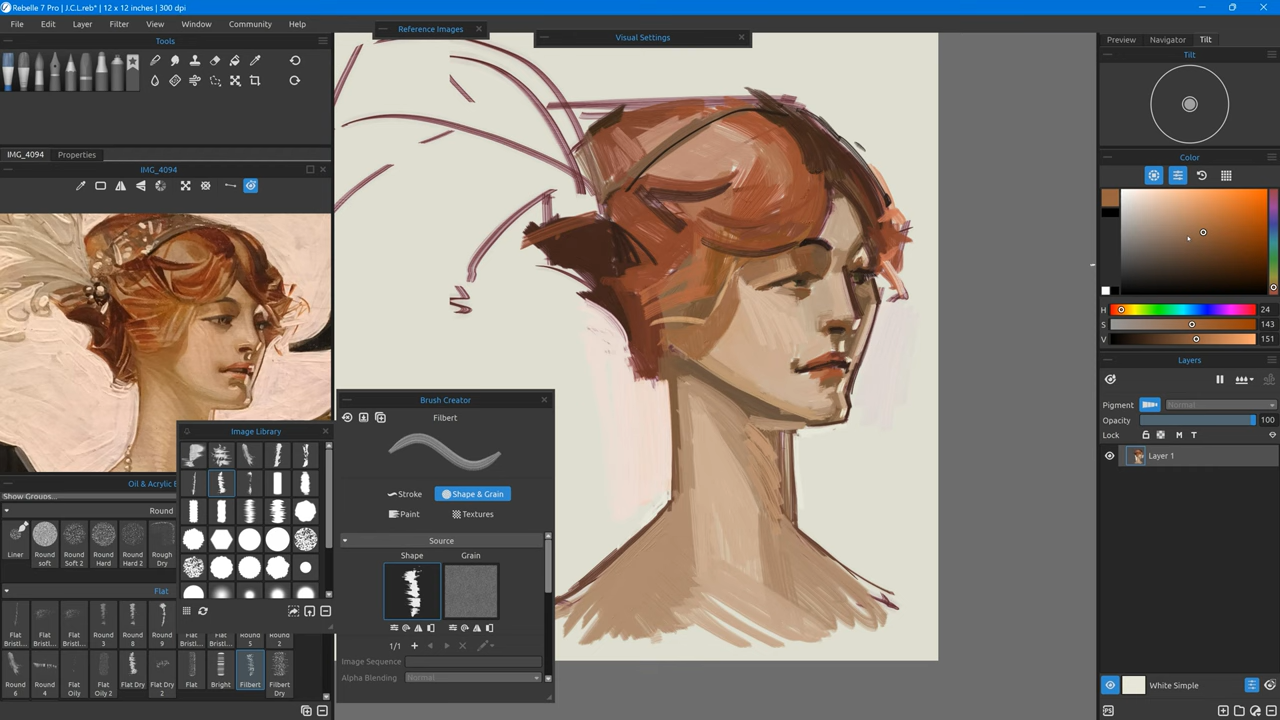 Rebelle 7 Pro | J.C.L.reb* | 12 x 12 inches | 300 dpi
File Edit Layer Filter View Window Community Help
Tools
Reference Images
Visual Settings
Preview Navigator Tilt
Tilt
IMG_4094 Properties
IMG_4094
Color
H 24
S 143
V 151
Layers
Pigment Normal
Opacity 100
Lock M T
Layer 1
White Simple
PS
Image Library
Oil & Acrylic
Show Groups...
Round
Liner Round soft Round Soft 2 Round Hard Round Hard 2 Rough Dry
Flat
Flat Bristl... Flat Bristl... Flat Bristl... Round 3 Round 8 Round 9 Flat Bristl... Flat Bristl... Round 5 Round 2
Round 6 Round 4 Flat Oily Flat Oily 2 Flat Dry Flat Dry 2 Flat Bright Filbert Filbert Dry
Brush Creator
Filbert
Stroke Shape & Grain
Paint Textures
Source
Shape Grain
1/1
Image Sequence
Alpha Blending Normal